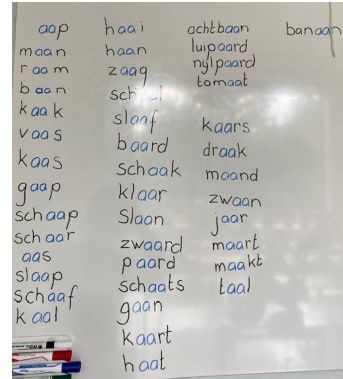 aap
maan
raam
baan
kaak
vaas
kaas
gaap
schaap
schaar
aas
slaap
schaaf
kaal
haai
haan
zaag
schaal
slaaf
baard
schaak
klaar
slaan
zwaard
paard
schaats
gaan
kaart
haat
achtbaan
luipaard
nylpaard
tomaat
kaars
draak
maand
zwaan
jaar
maart
maakt
taal
banaan